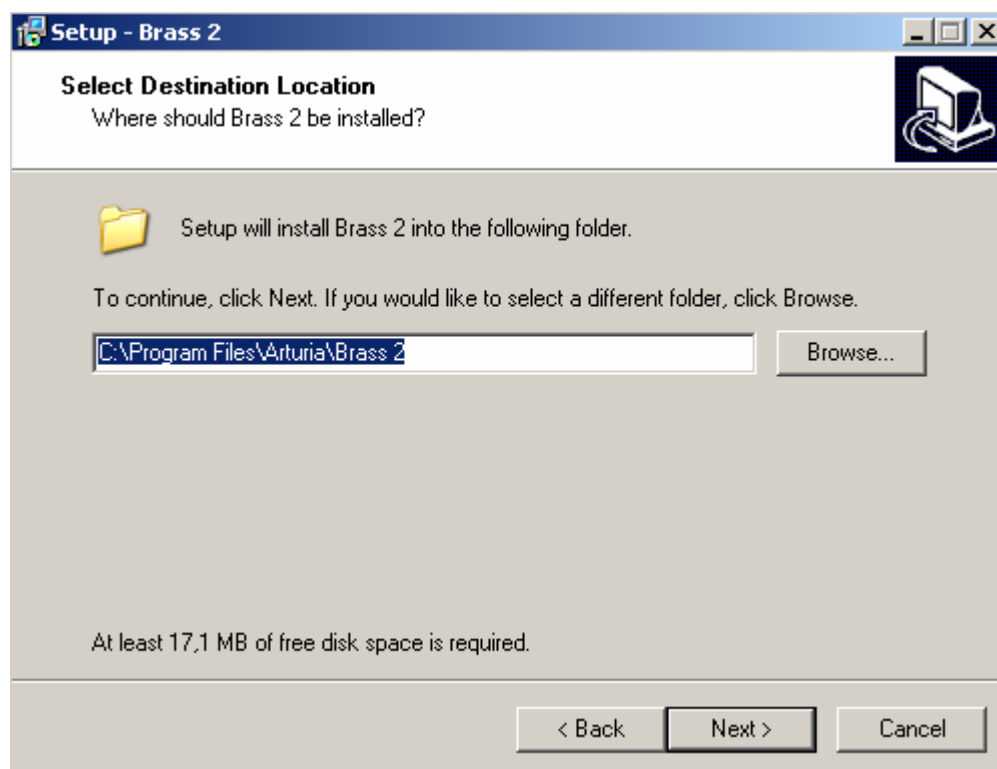 Setup - Brass 2
Select Destination Location
Where should Brass 2 be installed?
Setup will install Brass 2 into the following folder.
To continue, click Next. If you would like to select a different folder, click Browse.
C:\Program Files\Arturia\Brass 2
Browse...
At least 17,1 MB of free disk space is required.
< Back
Next >
Cancel